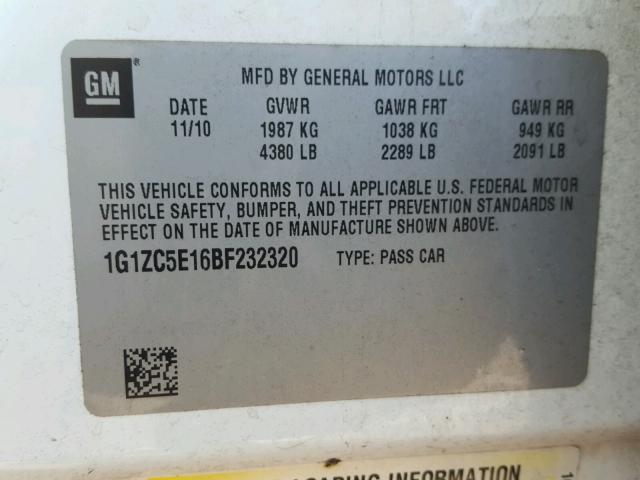 GM ® MFD BY GENERAL MOTORS LLC
DATE GVWR GAWR FRT GAWR RR
11/10 1987 KG 1038 KG 949 KG
4380 LB 2289 LB 2091 LB
THIS VEHICLE CONFORMS TO ALL APPLICABLE U.S. FEDERAL MOTOR
VEHICLE SAFETY, BUMPER, AND THEFT PREVENTION STANDARDS IN
EFFECT ON THE DATE OF MANUFACTURE SHOWN ABOVE.
1G1ZC5E16BF232320 TYPE: PASS CAR
LOADING INFORMATION